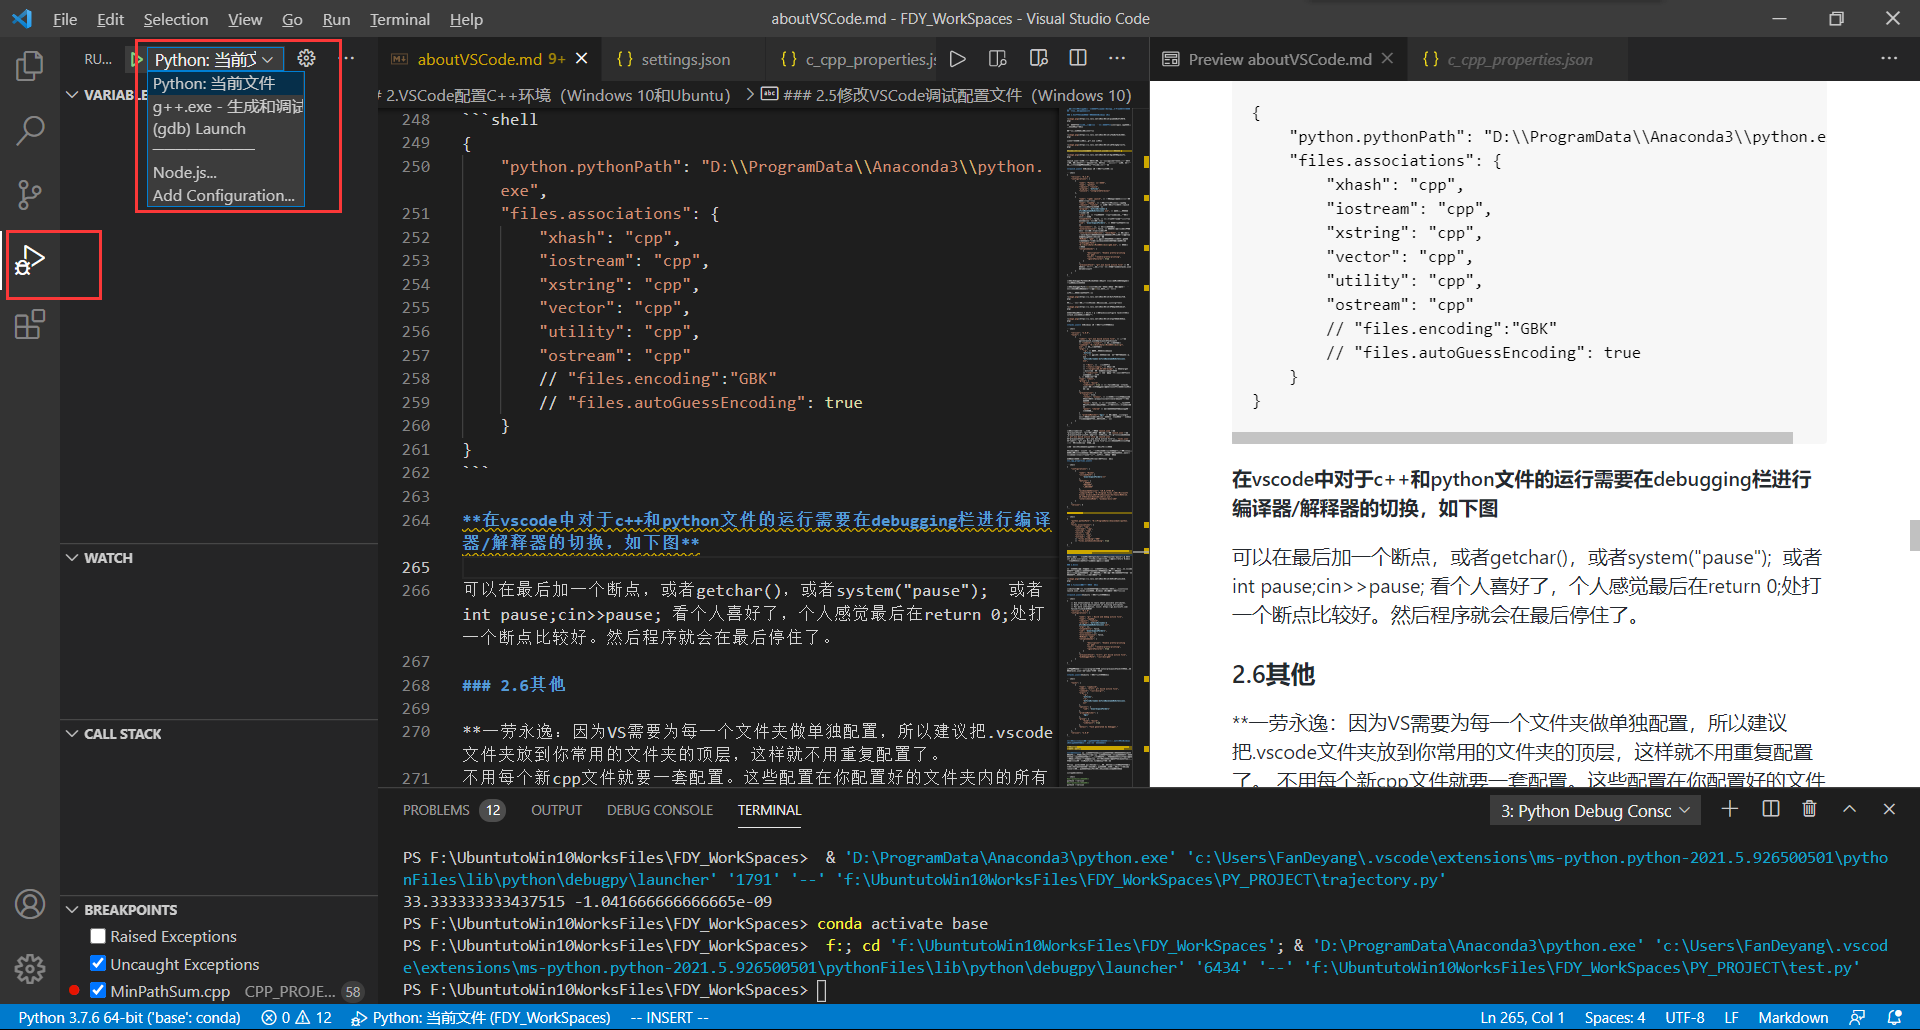 File Edit Selection View Go Run Terminal Help
aboutVSCode.md - FDY_WorkSpaces - Visual Studio Code
RU...
Python: 当前文
Python: 当前文件
g++.exe - 生成和调试
(gdb) Launch
Node.js...
Add Configuration...
VARIABLE
WATCH
CALL STACK
BREAKPOINTS
Raised Exceptions
Uncaught Exceptions
MinPathSum.cpp CPP_PROJE... 58
aboutVSCode.md 9+
{} settings.json
{} c_cpp_properties.js
# 2.VSCode配置C++环境（Windows 10和Ubuntu） > ### 2.5修改VSCode调试配置文件（Windows 10）
248 ```shell
249 {
250 "python.pythonPath": "D:\\ProgramData\\Anaconda3\\python.
exe",
251 "files.associations": {
252 "xhash": "cpp",
253 "iostream": "cpp",
254 "xstring": "cpp",
255 "vector": "cpp",
256 "utility": "cpp",
257 "ostream": "cpp"
258 // "files.encoding":"GBK"
259 // "files.autoGuessEncoding": true
260 }
261 }
262 ```
263
264 **在vscode中对于c++和python文件的运行需要在debugging栏进行编译
器/解释器的切换，如下图**
265
266 可以在最后加一个断点，或者getchar()，或者system("pause"); 或者
int pause;cin>>pause; 看个人喜好了，个人感觉最后在return 0;处打
一个断点比较好。然后程序就会在最后停住了。
267
268 ### 2.6其他
269
270 **一劳永逸：因为VS需要为每一个文件夹做单独配置，所以建议把.vscode
文件夹放到你常用的文件夹的顶层，这样就不用重复配置了。
271 不用每个新cpp文件就要一套配置。这些配置在你配置好的文件夹内的所有
Preview aboutVSCode.md
{} c_cpp_properties.json
{
"python.pythonPath": "D:\\ProgramData\\Anaconda3\\python.e
"files.associations": {
"xhash": "cpp",
"iostream": "cpp",
"xstring": "cpp",
"vector": "cpp",
"utility": "cpp",
"ostream": "cpp"
// "files.encoding":"GBK"
// "files.autoGuessEncoding": true
}
}
在vscode中对于c++和python文件的运行需要在debugging栏进行
编译器/解释器的切换，如下图
可以在最后加一个断点，或者getchar()，或者system("pause"); 或者
int pause;cin>>pause; 看个人喜好了，个人感觉最后在return 0;处打
一个断点比较好。然后程序就会在最后停住了。
2.6其他
**一劳永逸：因为VS需要为每一个文件夹做单独配置，所以建议
把.vscode文件夹放到你常用的文件夹的顶层，这样就不用重复配置
了。 不用每个新cpp文件就要一套配置。这些配置在你配置好的文件
PROBLEMS 12 OUTPUT DEBUG CONSOLE TERMINAL
3: Python Debug Consc
PS F:\UbuntutoWin10WorksFiles\FDY_WorkSpaces> & 'D:\ProgramData\Anaconda3\python.exe' 'c:\Users\FanDeyang\.vscode\extensions\ms-python.python-2021.5.926500501\pytho
nFiles\lib\python\debugpy\launcher' '1791' '--' 'f:\UbuntutoWin10WorksFiles\FDY_WorkSpaces\PY_PROJECT\trajectory.py'
33.333333333437515 -1.041666666666665e-09
PS F:\UbuntutoWin10WorksFiles\FDY_WorkSpaces> conda activate base
PS F:\UbuntutoWin10WorksFiles\FDY_WorkSpaces> f:; cd 'f:\UbuntutoWin10WorksFiles\FDY_WorkSpaces'; & 'D:\ProgramData\Anaconda3\python.exe' 'c:\Users\FanDeyang\.vscod
e\extensions\ms-python.python-2021.5.926500501\pythonFiles\lib\python\debugpy\launcher' '6434' '--' 'f:\UbuntutoWin10WorksFiles\FDY_WorkSpaces\PY_PROJECT\test.py'
PS F:\UbuntutoWin10WorksFiles\FDY_WorkSpaces>
Python 3.7.6 64-bit ('base': conda) 0 12 Python: 当前文件 (FDY_WorkSpaces) -- INSERT --
Ln 265, Col 1 Spaces: 4 UTF-8 LF Markdown